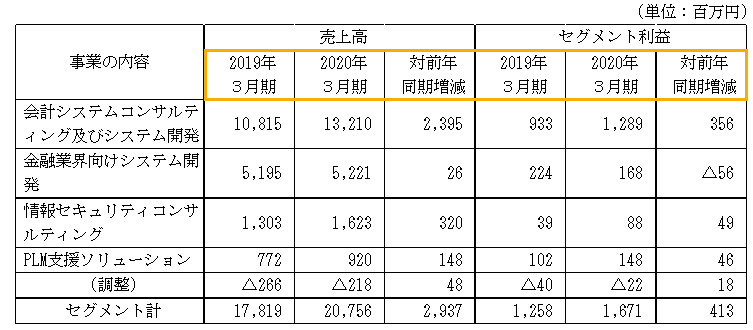 （単位：百万円）
事業の内容 売上高 セグメント利益
2019年 2020年 対前年 2019年 2020年 対前年
３月期 ３月期 同期増減 ３月期 ３月期 同期増減
会計システムコンサルテ
ィング及びシステム開発 10,815 13,210 2,395 933 1,289 356
金融業界向けシステム開
発 5,195 5,221 26 224 168 △56
情報セキュリティコンサ
ルティング 1,303 1,623 320 39 88 49
PLM支援ソリューション 772 920 148 102 148 46
（調整） △266 △218 48 △40 △22 18
セグメント計 17,819 20,756 2,937 1,258 1,671 413